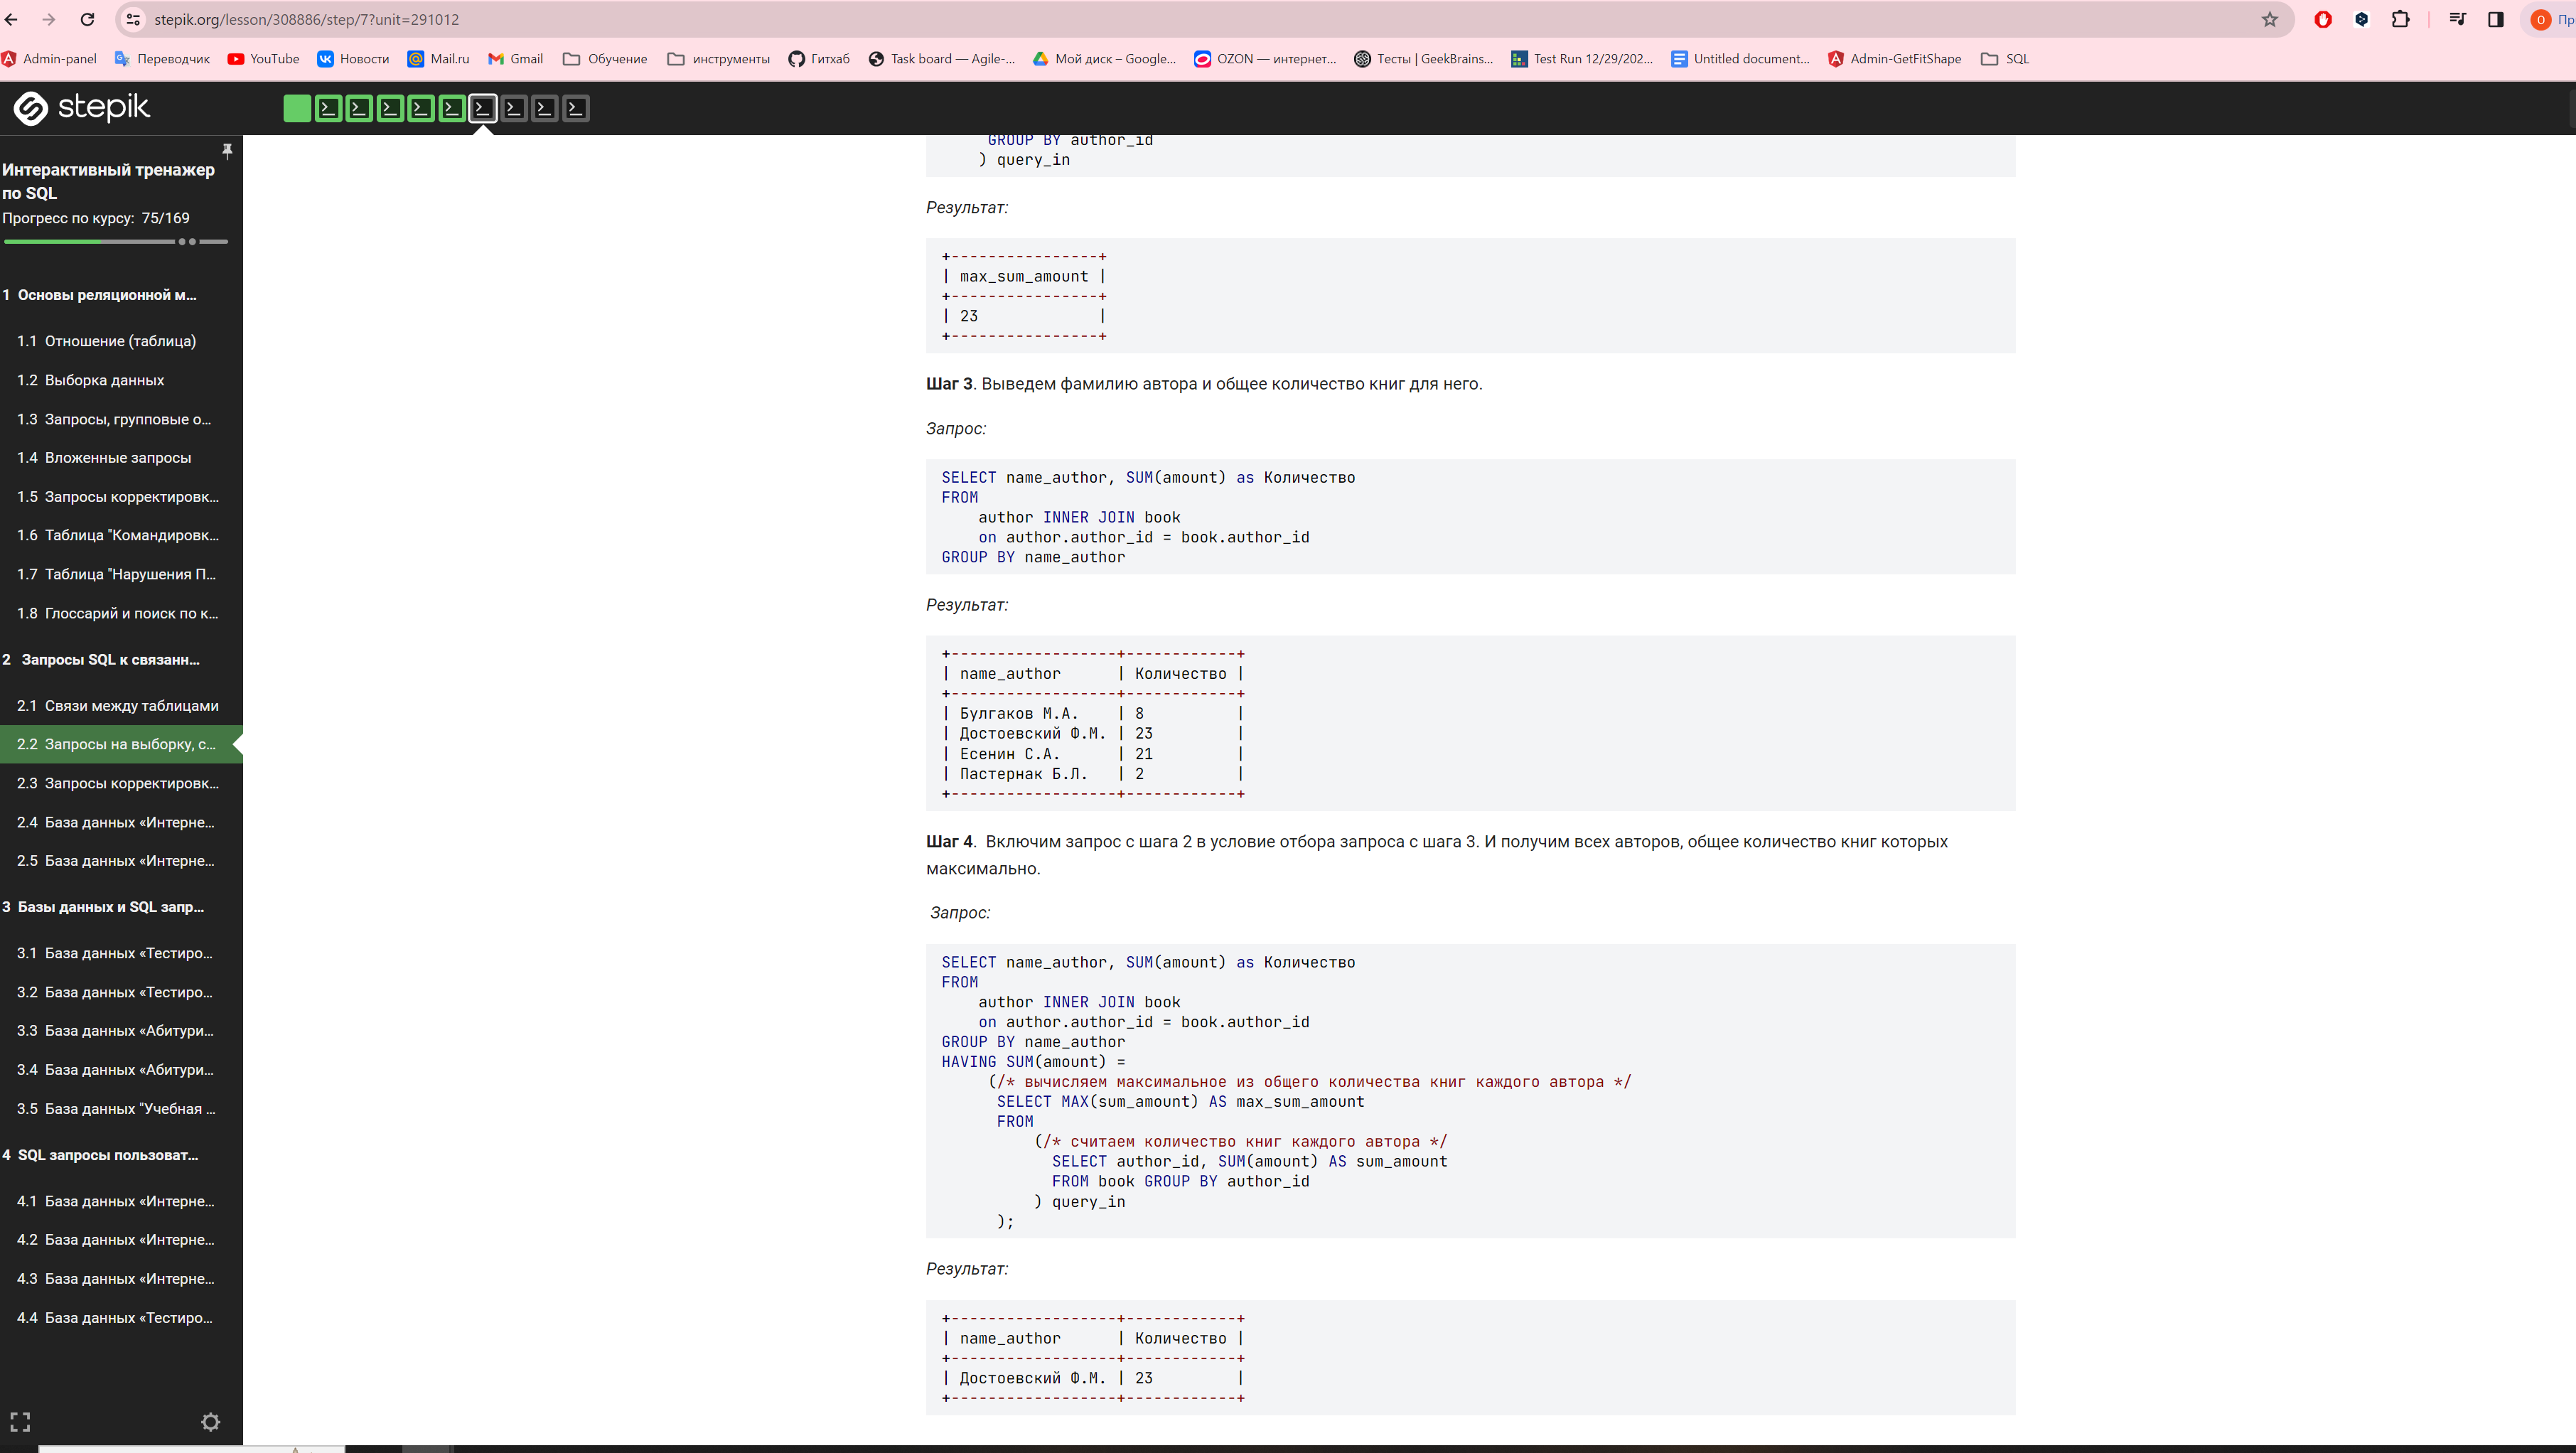 stepik.org/lesson/308886/step/7?unit=291012
О Пр
Admin-panel Переводчик YouTube Новости Mail.ru Gmail Обучение инструменты Гитхаб Task board — Agile-... Мой диск – Google... OZON — интернет... Тесты | GeekBrains... Test Run 12/29/202... Untitled document... Admin-GetFitShape SQL
stepik
Интерактивный тренажер
по SQL
Прогресс по курсу: 75/169
1 Основы реляционной м...
1.1 Отношение (таблица)
1.2 Выборка данных
1.3 Запросы, групповые о...
1.4 Вложенные запросы
1.5 Запросы корректировк...
1.6 Таблица "Командировк...
1.7 Таблица "Нарушения П...
1.8 Глоссарий и поиск по к...
2 Запросы SQL к связанн...
2.1 Связи между таблицами
2.2 Запросы на выборку, с...
2.3 Запросы корректировк...
2.4 База данных «Интерне...
2.5 База данных «Интерне...
3 Базы данных и SQL запр...
3.1 База данных «Тестиро...
3.2 База данных «Тестиро...
3.3 База данных «Абитури...
3.4 База данных «Абитури...
3.5 База данных "Учебная ...
4 SQL запросы пользоват...
4.1 База данных «Интерне...
4.2 База данных «Интерне...
4.3 База данных «Интерне...
4.4 База данных «Тестиро...
GROUP BY author_id
) query_in
Результат:
+----------------+
| max_sum_amount |
+----------------+
| 23             |
+----------------+
Шаг 3. Выведем фамилию автора и общее количество книг для него.
Запрос:
SELECT name_author, SUM(amount) as Количество
FROM
    author INNER JOIN book
    on author.author_id = book.author_id
GROUP BY name_author
Результат:
+------------------+------------+
| name_author      | Количество |
+------------------+------------+
| Булгаков М.А.    | 8          |
| Достоевский Ф.М. | 23         |
| Есенин С.А.      | 21         |
| Пастернак Б.Л.   | 2          |
+------------------+------------+
Шаг 4. Включим запрос с шага 2 в условие отбора запроса с шага 3. И получим всех авторов, общее количество книг которых
максимально.
Запрос:
SELECT name_author, SUM(amount) as Количество
FROM
    author INNER JOIN book
    on author.author_id = book.author_id
GROUP BY name_author
HAVING SUM(amount) =
     (/* вычисляем максимальное из общего количества книг каждого автора */
      SELECT MAX(sum_amount) AS max_sum_amount
      FROM
          (/* считаем количество книг каждого автора */
            SELECT author_id, SUM(amount) AS sum_amount
            FROM book GROUP BY author_id
          ) query_in
      );
Результат:
+------------------+------------+
| name_author      | Количество |
+------------------+------------+
| Достоевский Ф.М. | 23         |
+------------------+------------+